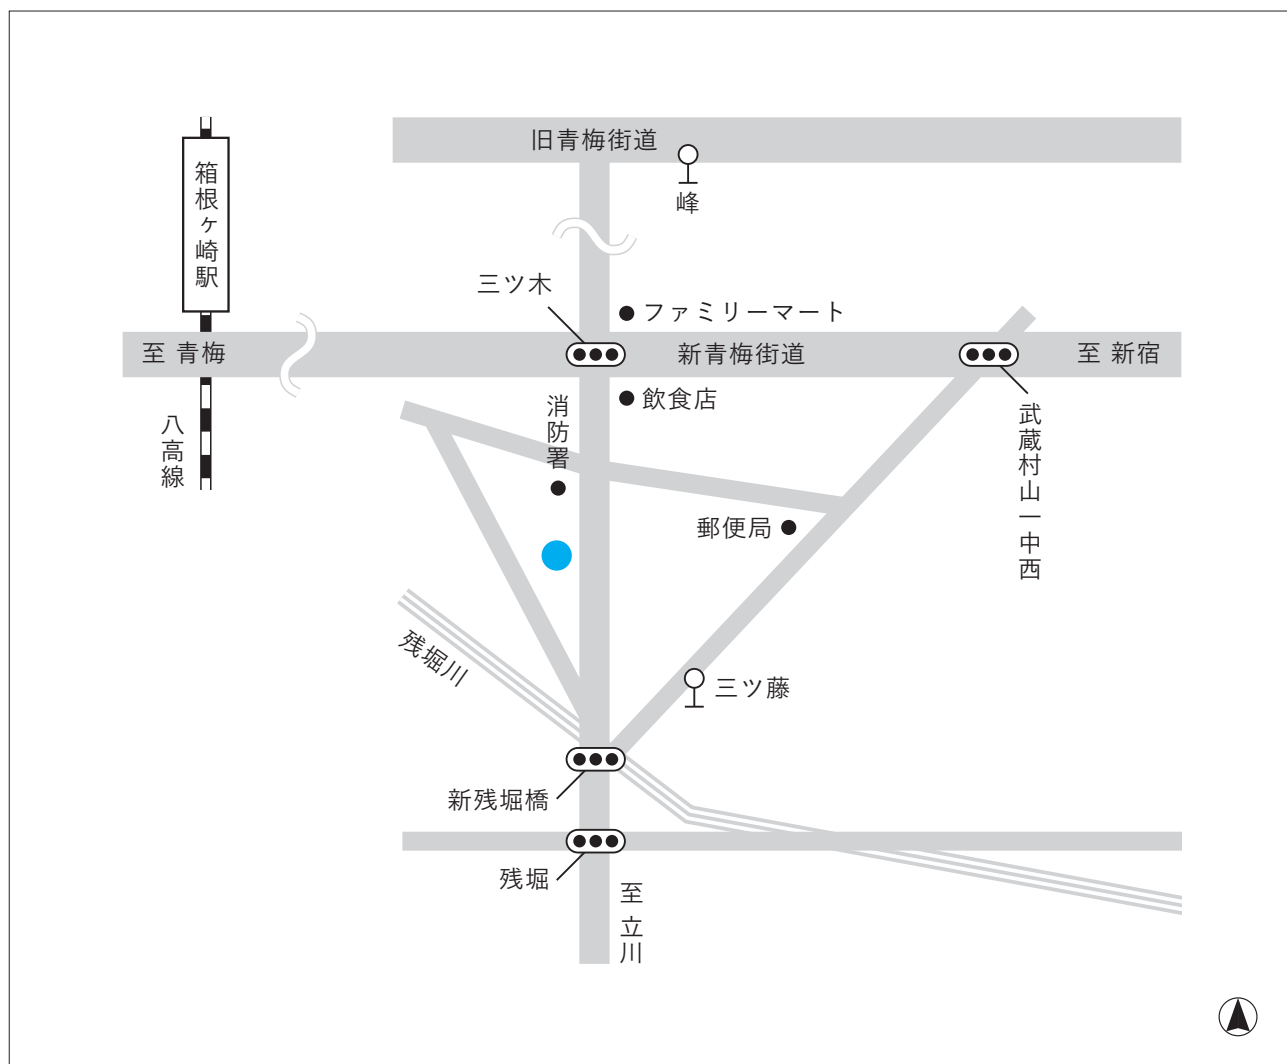 旧青梅街道
峰
箱根ヶ崎駅
三ツ木
ファミリーマート
至 青梅
新青梅街道
至 新宿
飲食店
消防署
八高線
武蔵村山一中西
郵便局
残堀川
三ツ藤
新残堀橋
残堀
至 立川